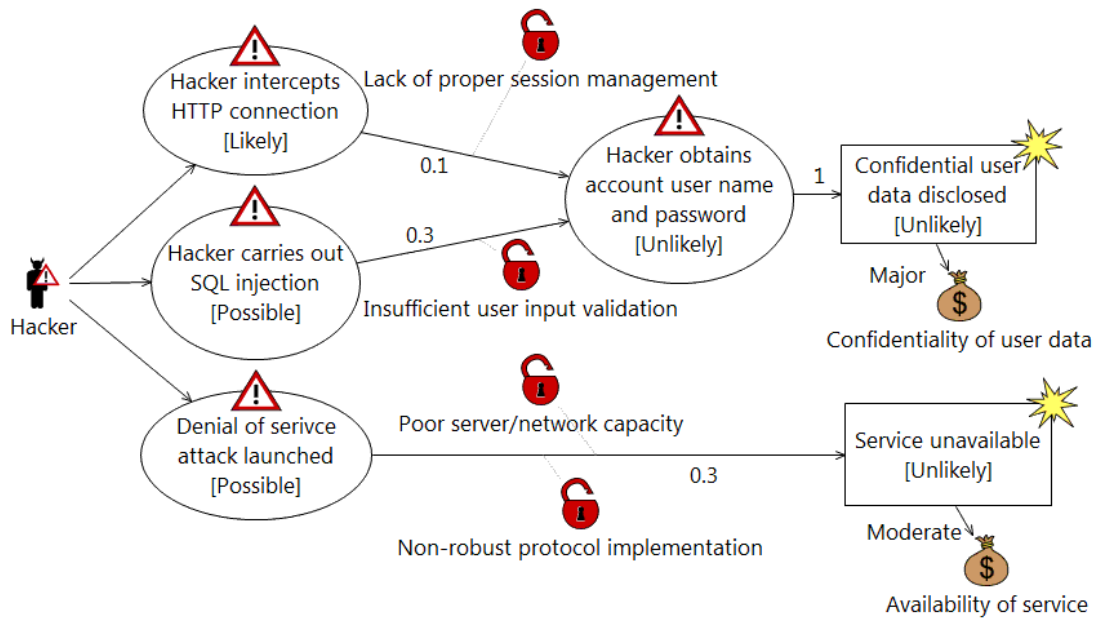 Hacker intercepts
HTTP connection
[Likely]
Lack of proper session management
0.1
Hacker obtains
account user name
and password
[Unlikely]
1
Confidential user
data disclosed
[Unlikely]
Hacker carries out
SQL injection
[Possible]
0.3
Insufficient user input validation
Hacker
Major
$
Confidentiality of user data
Denial of serivce
attack launched
[Possible]
Poor server/network capacity
0.3
Non-robust protocol implementation
Service unavailable
[Unlikely]
Moderate
$
Availability of service